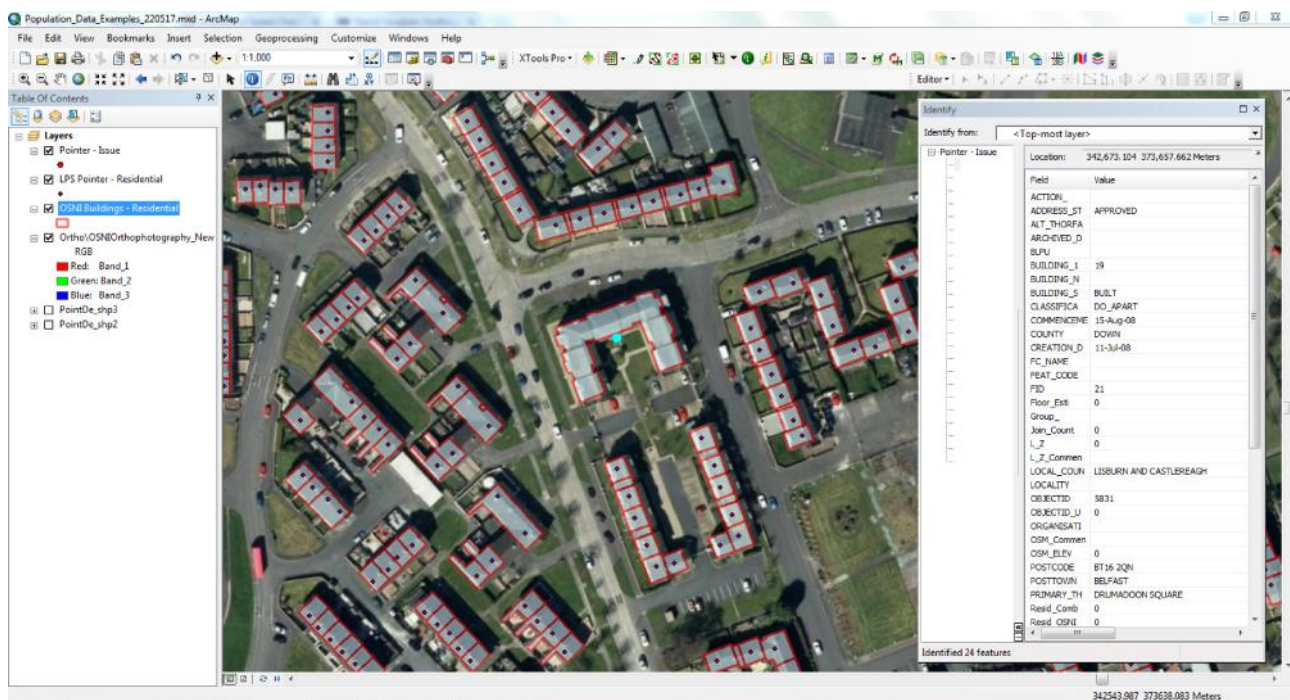 Population_Data_Examples_220517.mxd - ArcMap
File Edit View Bookmarks Insert Selection Geoprocessing Customize Windows Help
1:1,000 XTools Pro
Editor
Table Of Contents
Layers
Pointer - Issue
LPS Pointer - Residential
OSNI Buildings - Residential
Ortho\OSNIOrthophotography_New
RGB
Red: Band_1
Green: Band_2
Blue: Band_3
PointDe_shp3
PointDe_shp2
Identify
Identify from: <Top-most layer>
Pointer - Issue
Location: 342,673.104 373,657.662 Meters
Field Value
ACTION_
ADDRESS_ST APPROVED
ALT_THORFA
ARCHIVED_D
BLPU
BUILDING_1 19
BUILDING_N
BUILDING_S BUILT
CLASSIFICA DO_APART
COMMENCEME 15-Aug-08
COUNTY DOWN
CREATION_D 11-Jul-08
FC_NAME
FEAT_CODE
FID 21
Floor_Esti 0
Group_
Join_Count 0
L_Z 0
L_Z_Commen
LOCAL_COUN LISBURN AND CASTLEREAGH
LOCALITY
OBJECTID 5831
OBJECTID_U 0
ORGANISATI
OSM_Commen
OSM_ELEV 0
POSTCODE BT16 2QN
POSTTOWN BELFAST
PRIMARY_TH DRUMADOON SQUARE
Resid_Comb 0
Resid_OSNI 0
Identified 24 features
342543.987 373638.083 Meters